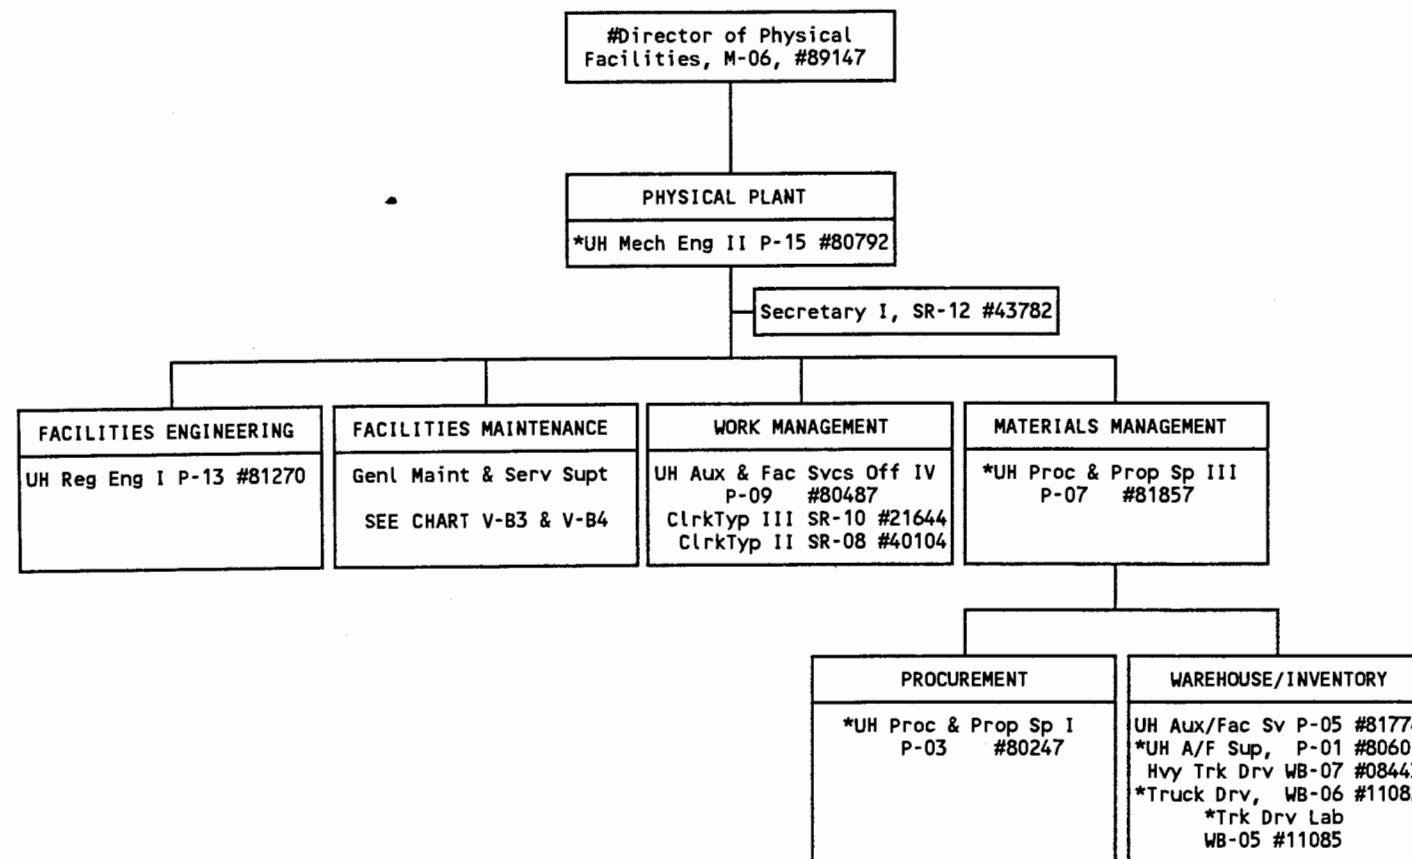 #Director of Physical
Facilities, M-06, #89147
PHYSICAL PLANT
*UH Mech Eng II P-15 #80792
Secretary I, SR-12 #43782
FACILITIES ENGINEERING
UH Reg Eng I P-13 #81270
FACILITIES MAINTENANCE
Genl Maint & Serv Supt
SEE CHART V-B3 & V-B4
WORK MANAGEMENT
UH Aux & Fac Svcs Off IV
P-09 #80487
ClrkTyp III SR-10 #21644
ClrkTyp II SR-08 #40104
MATERIALS MANAGEMENT
*UH Proc & Prop Sp III
P-07 #81857
PROCUREMENT
*UH Proc & Prop Sp I
P-03 #80247
WAREHOUSE/INVENTORY
UH Aux/Fac Sv P-05
*UH A/F Sup, P-01
Hvy Trk Drv WB-07
*Truck Drv, WB-06
*Trk Drv Lab
WB-05 #11085